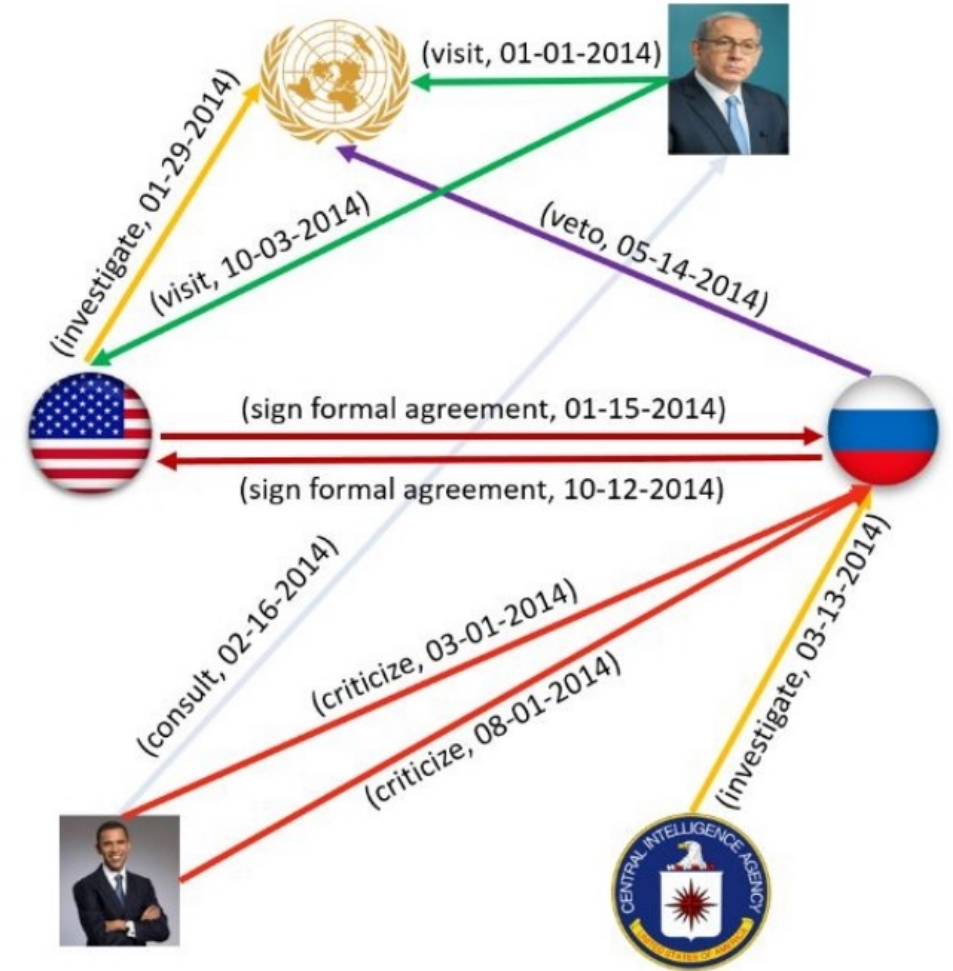 (visit, 01-01-2014)
(investigate, 01-29-2014)
(visit, 10-03-2014)
(veto, 05-14-2014)
(sign formal agreement, 01-15-2014)
(sign formal agreement, 10-12-2014)
(consult, 02-16-2014)
(criticize, 03-01-2014)
(criticize, 08-01-2014)
(investigate, 03-13-2014)
CENTRAL INTELLIGENCE AGENCY
UNITED STATES OF AMERICA